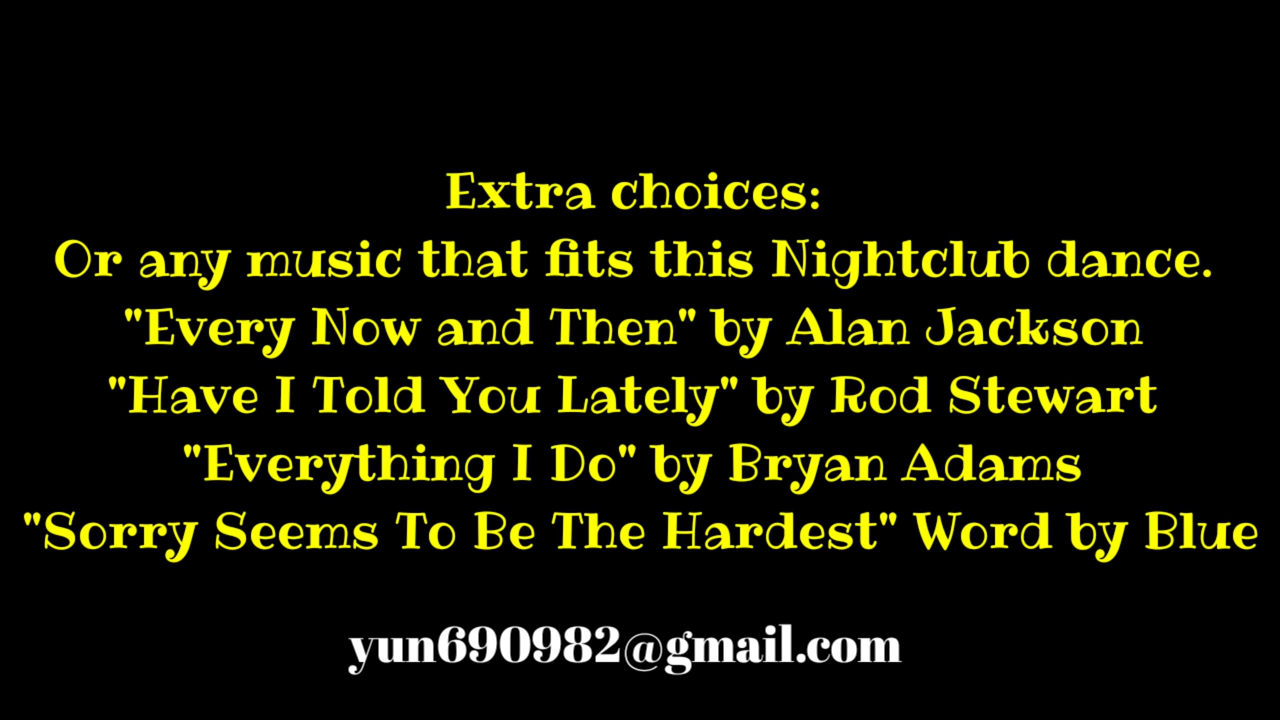 Extra choices:
Or any music that fits this Nightclub dance.
"Every Now and Then" by Alan Jackson
"Have I Told You Lately" by Rod Stewart
"Everything I Do" by Bryan Adams
"Sorry Seems To Be The Hardest" Word by Blue
yun690982@gmail.com